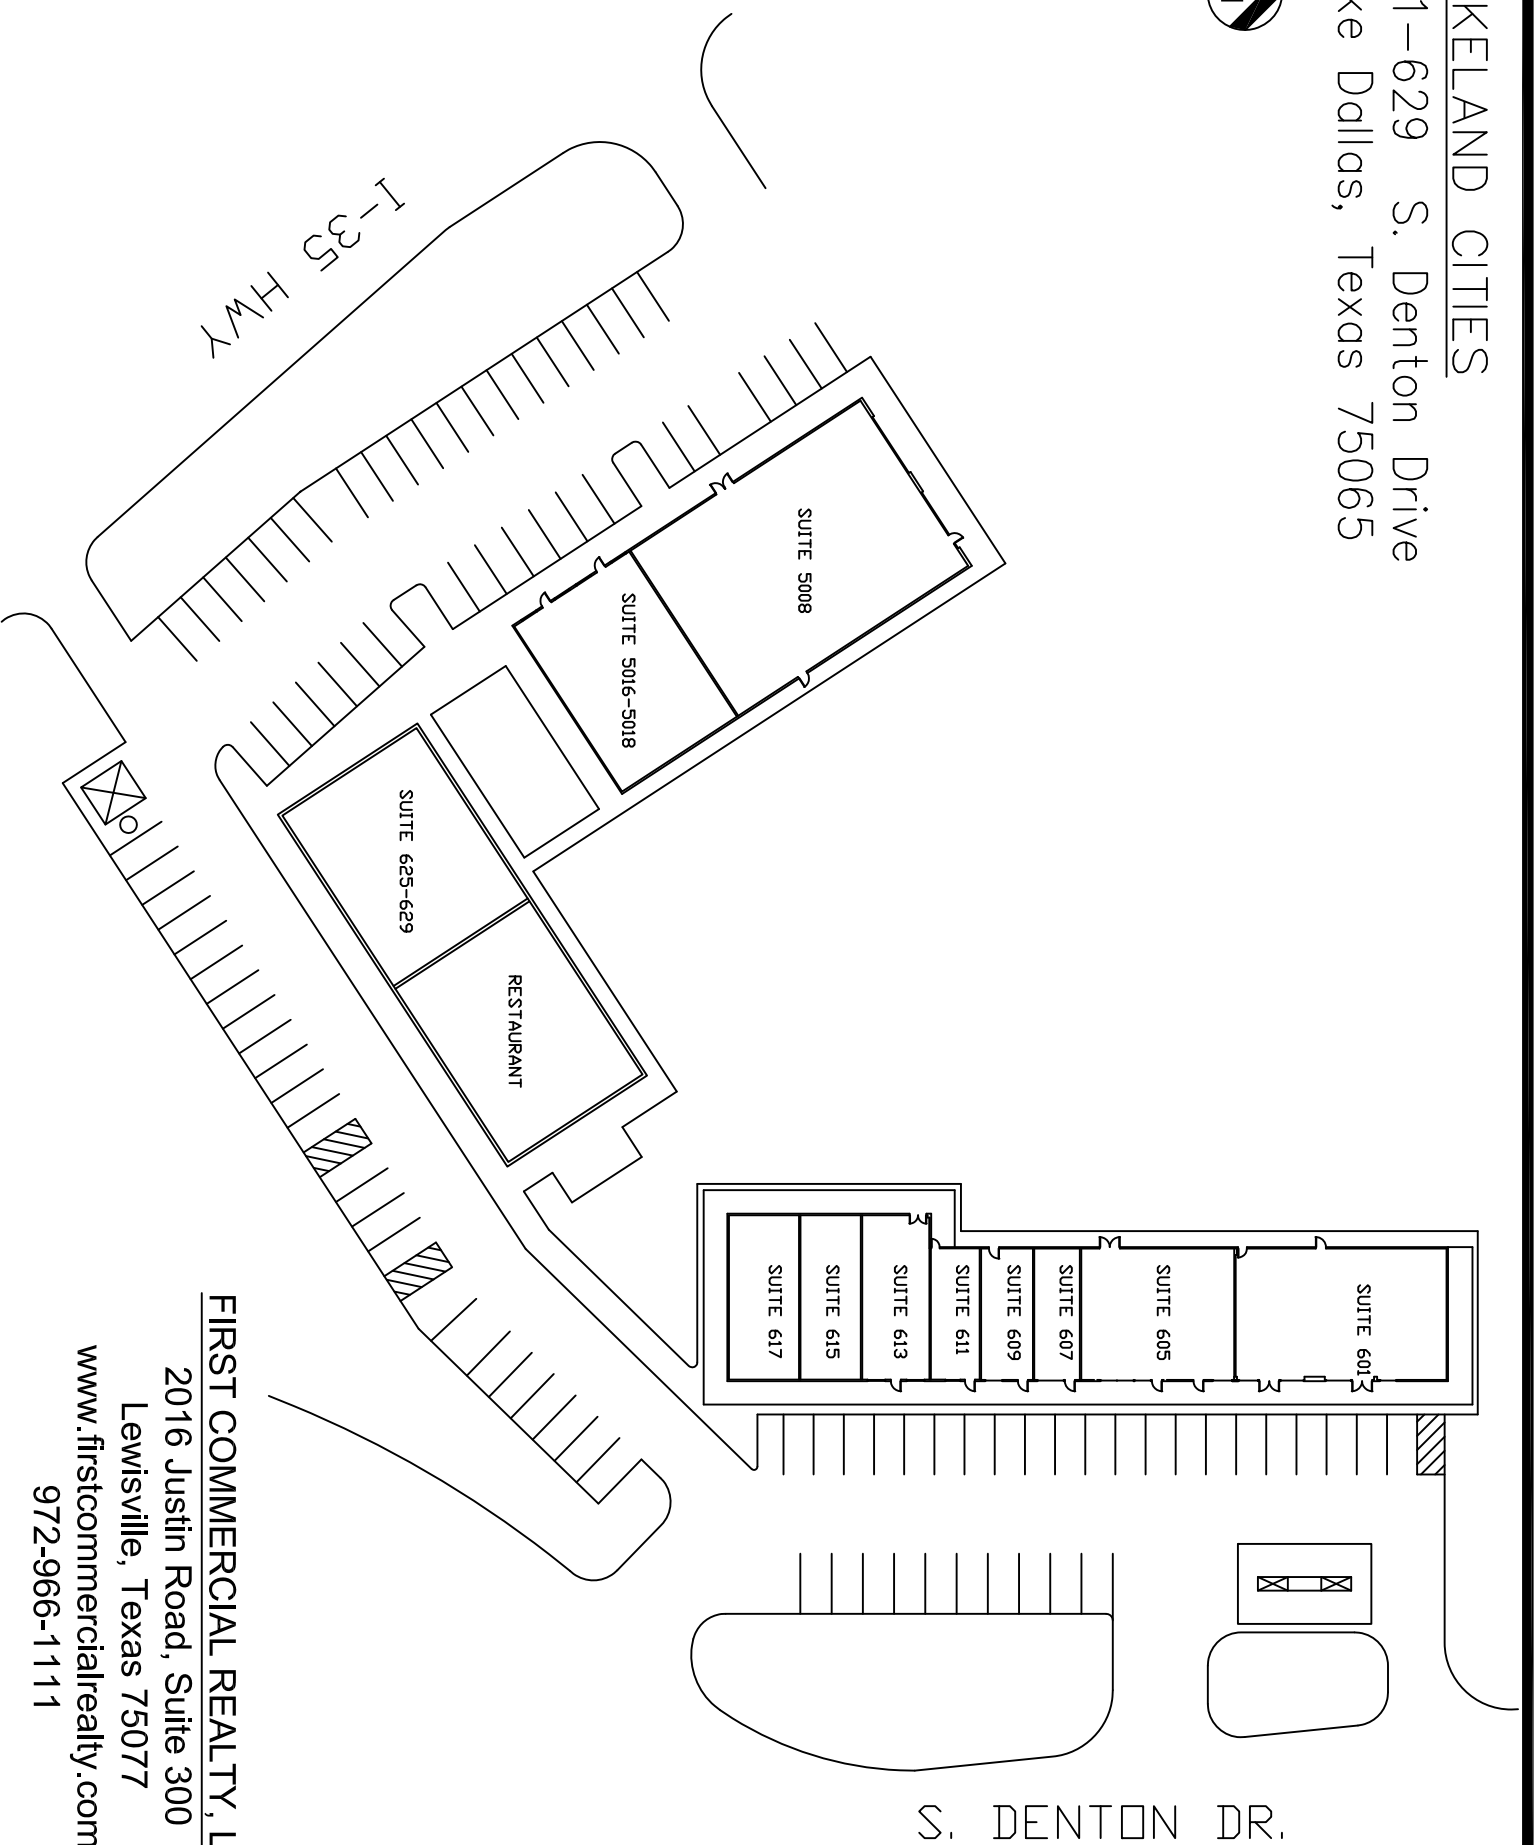 KELAND CITIES
1-629 S. Denton Drive
ke Dallas, Texas 75065
I-35 HWY
SUITE 5008
SUITE 5016-5018
SUITE 625-629
RESTAURANT
SUITE 601
SUITE 605
SUITE 607
SUITE 609
SUITE 611
SUITE 613
SUITE 615
SUITE 617
S. DENTON DR.
FIRST COMMERCIAL REALTY, L
2016 Justin Road, Suite 300
Lewisville, Texas 75077
www.firstcommercialrealty.com
972-966-1111